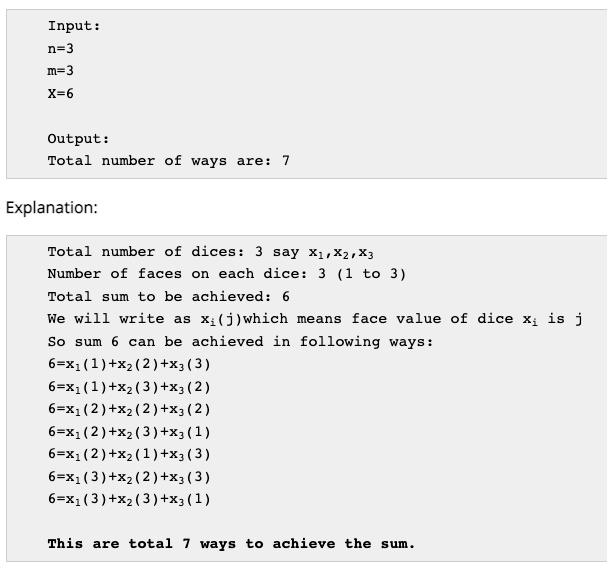 Input:
n=3
m=3
X=6
Output:
Total number of ways are: 7
Explanation:
Total number of dices: 3 say x₁,x₂,x₃
Number of faces on each dice: 3 (1 to 3)
Total sum to be achieved: 6
We will write as xᵢ(j)which means face value of dice xᵢ is j
So sum 6 can be achieved in following ways:
6=x₁(1)+x₂(2)+x₃(3)
6=x₁(1)+x₂(3)+x₃(2)
6=x₁(2)+x₂(2)+x₃(2)
6=x₁(2)+x₂(3)+x₃(1)
6=x₁(2)+x₂(1)+x₃(3)
6=x₁(3)+x₂(2)+x₃(3)
6=x₁(3)+x₂(3)+x₃(1)
This are total 7 ways to achieve the sum.